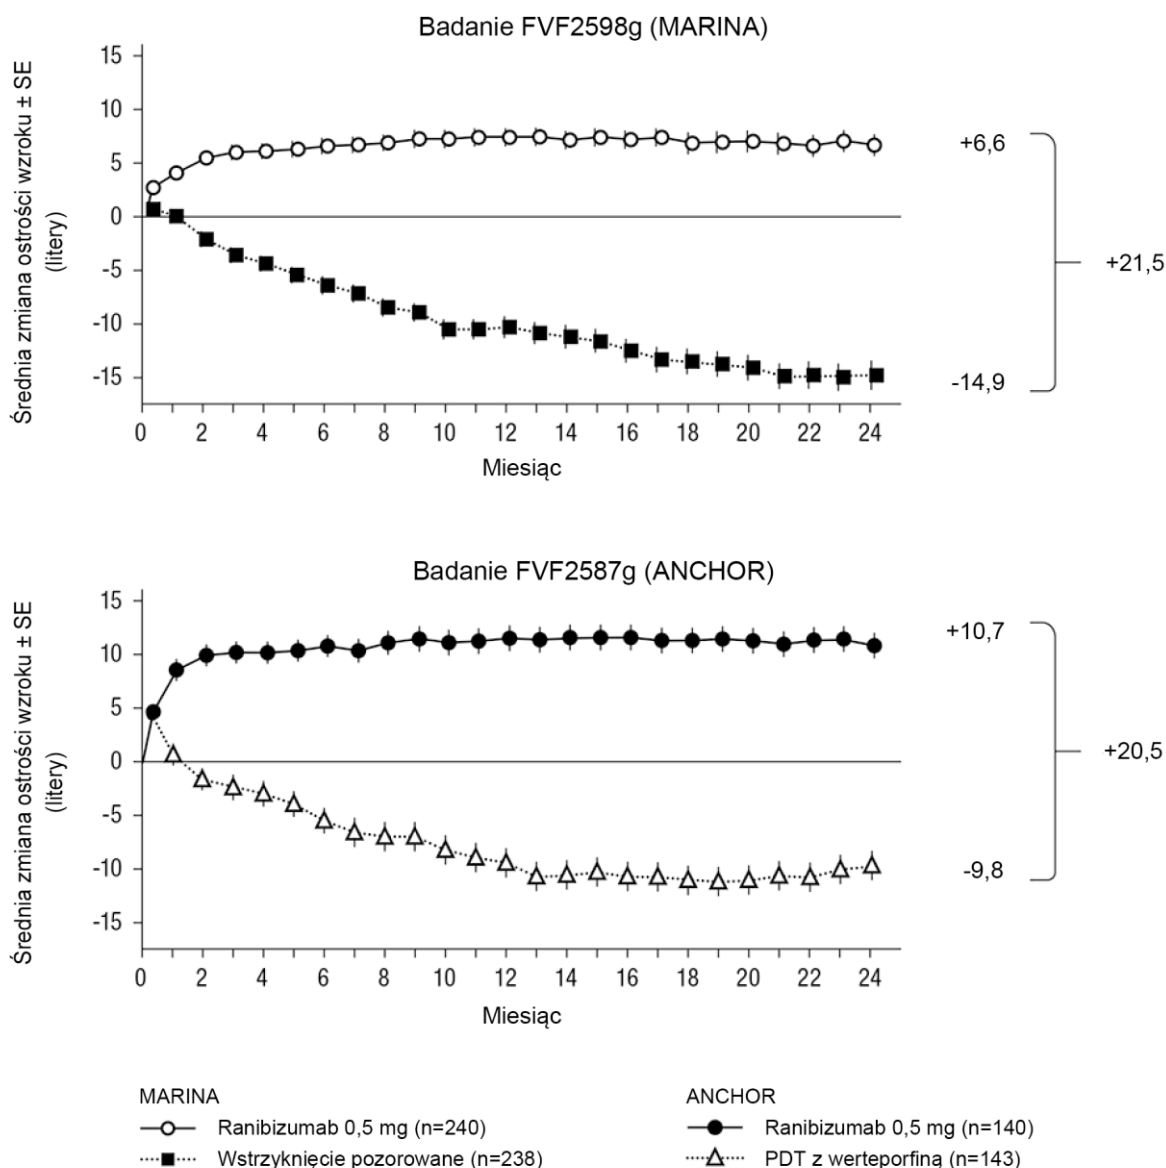 Badanie FVF2598g (MARINA)
Średnia zmiana ostrości wzroku ± SE
(litery)
15
10
5
0
-5
-10
-15
0 2 4 6 8 10 12 14 16 18 20 22 24
Miesiąc
+6,6
+21,5
-14,9
Badanie FVF2587g (ANCHOR)
Średnia zmiana ostrości wzroku ± SE
(litery)
15
10
5
0
-5
-10
-15
0 2 4 6 8 10 12 14 16 18 20 22 24
Miesiąc
+10,7
+20,5
-9,8
MARINA
Ranibizumab 0,5 mg (n=240)
Wstrzyknięcie pozorowane (n=238)
ANCHOR
Ranibizumab 0,5 mg (n=140)
PDT z werteporfiną (n=143)